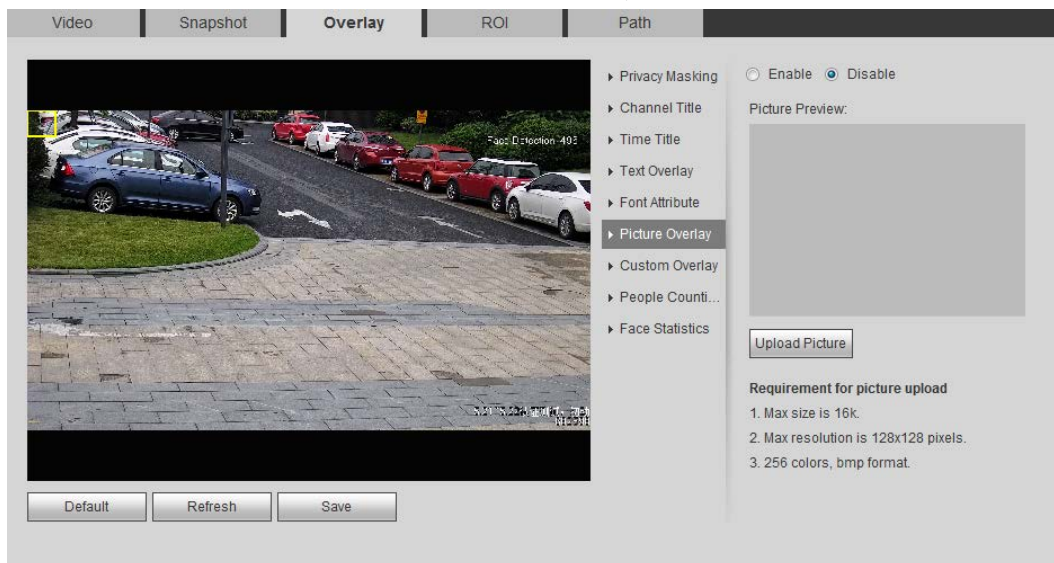 Video
Snapshot
Overlay
ROI
Path
Face Detection-498
Privacy Masking
Channel Title
Time Title
Text Overlay
Font Attribute
Picture Overlay
Custom Overlay
People Counti...
Face Statistics
Enable
Disable
Picture Preview:
Upload Picture
Requirement for picture upload
1. Max size is 16k.
2. Max resolution is 128x128 pixels.
3. 256 colors, bmp format.
Default
Refresh
Save